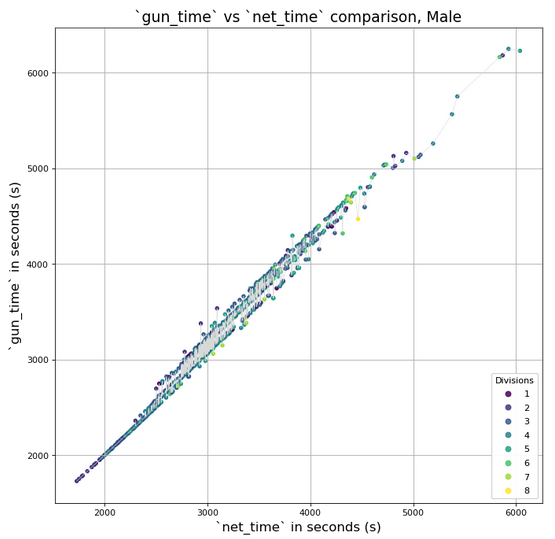 `gun_time` vs `net_time` comparison, Male
6000
5000
4000
3000
2000
`gun_time` in seconds (s)
Divisions
1
2
3
4
5
6
7
8
2000 3000 4000 5000 6000
`net_time` in seconds (s)